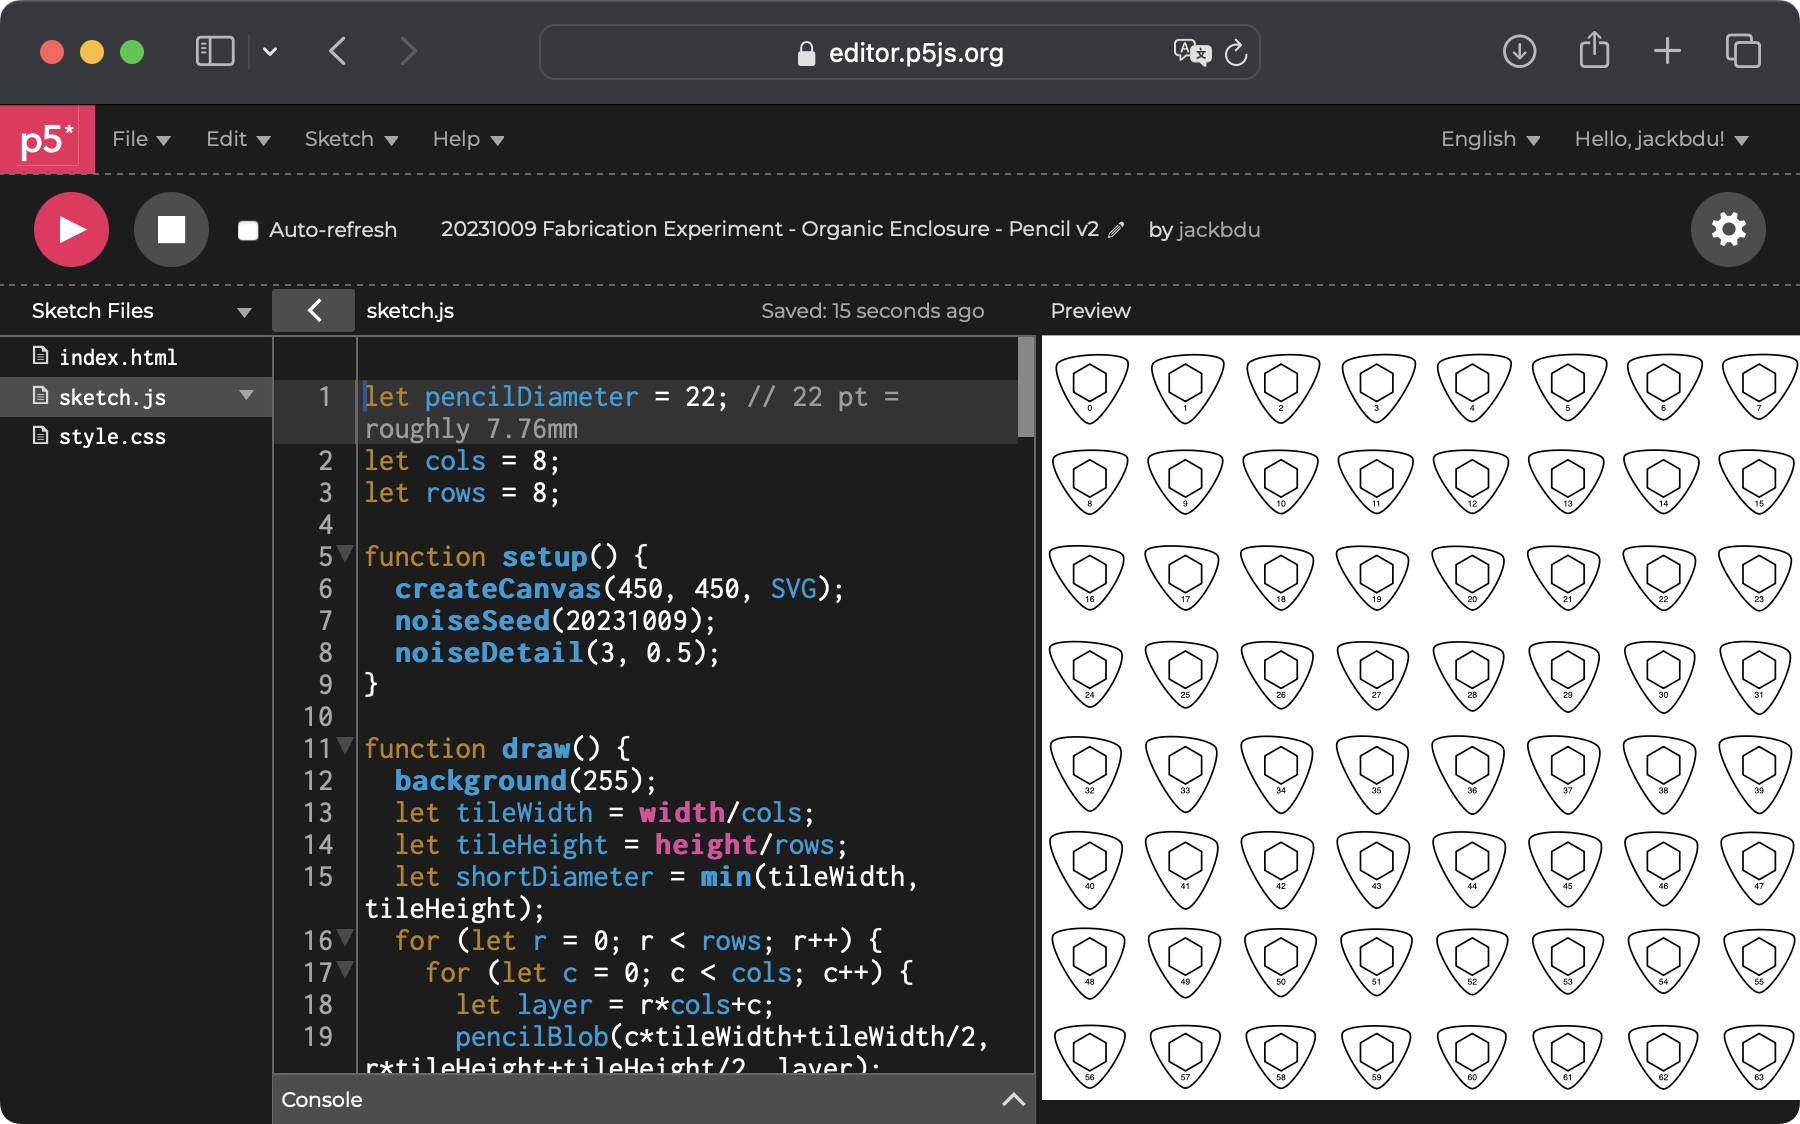 editor.p5js.org
p5*
File
Edit
Sketch
Help
English
Hello, jackbdu!
Auto-refresh
20231009 Fabrication Experiment - Organic Enclosure - Pencil v2
by jackbdu
Sketch Files
sketch.js
Saved: 15 seconds ago
Preview
index.html
sketch.js
style.css
1 let pencilDiameter = 22; // 22 pt =
roughly 7.76mm
2 let cols = 8;
3 let rows = 8;
4
5 function setup() {
6 createCanvas(450, 450, SVG);
7 noiseSeed(20231009);
8 noiseDetail(3, 0.5);
9 }
10
11 function draw() {
12 background(255);
13 let tileWidth = width/cols;
14 let tileHeight = height/rows;
15 let shortDiameter = min(tileWidth,
tileHeight);
16 for (let r = 0; r < rows; r++) {
17 for (let c = 0; c < cols; c++) {
18 let layer = r*cols+c;
19 pencilBlob(c*tileWidth+tileWidth/2,
r*tileHeight+tileHeight/2, layer);
Console
0 1 2 3 4 5 6 7
8 9 10 11 12 13 14 15
16 17 18 19 20 21 22 23
24 25 26 27 28 29 30 31
32 33 34 35 36 37 38 39
40 41 42 43 44 45 46 47
48 49 50 51 52 53 54 55
56 57 58 59 60 61 62 63